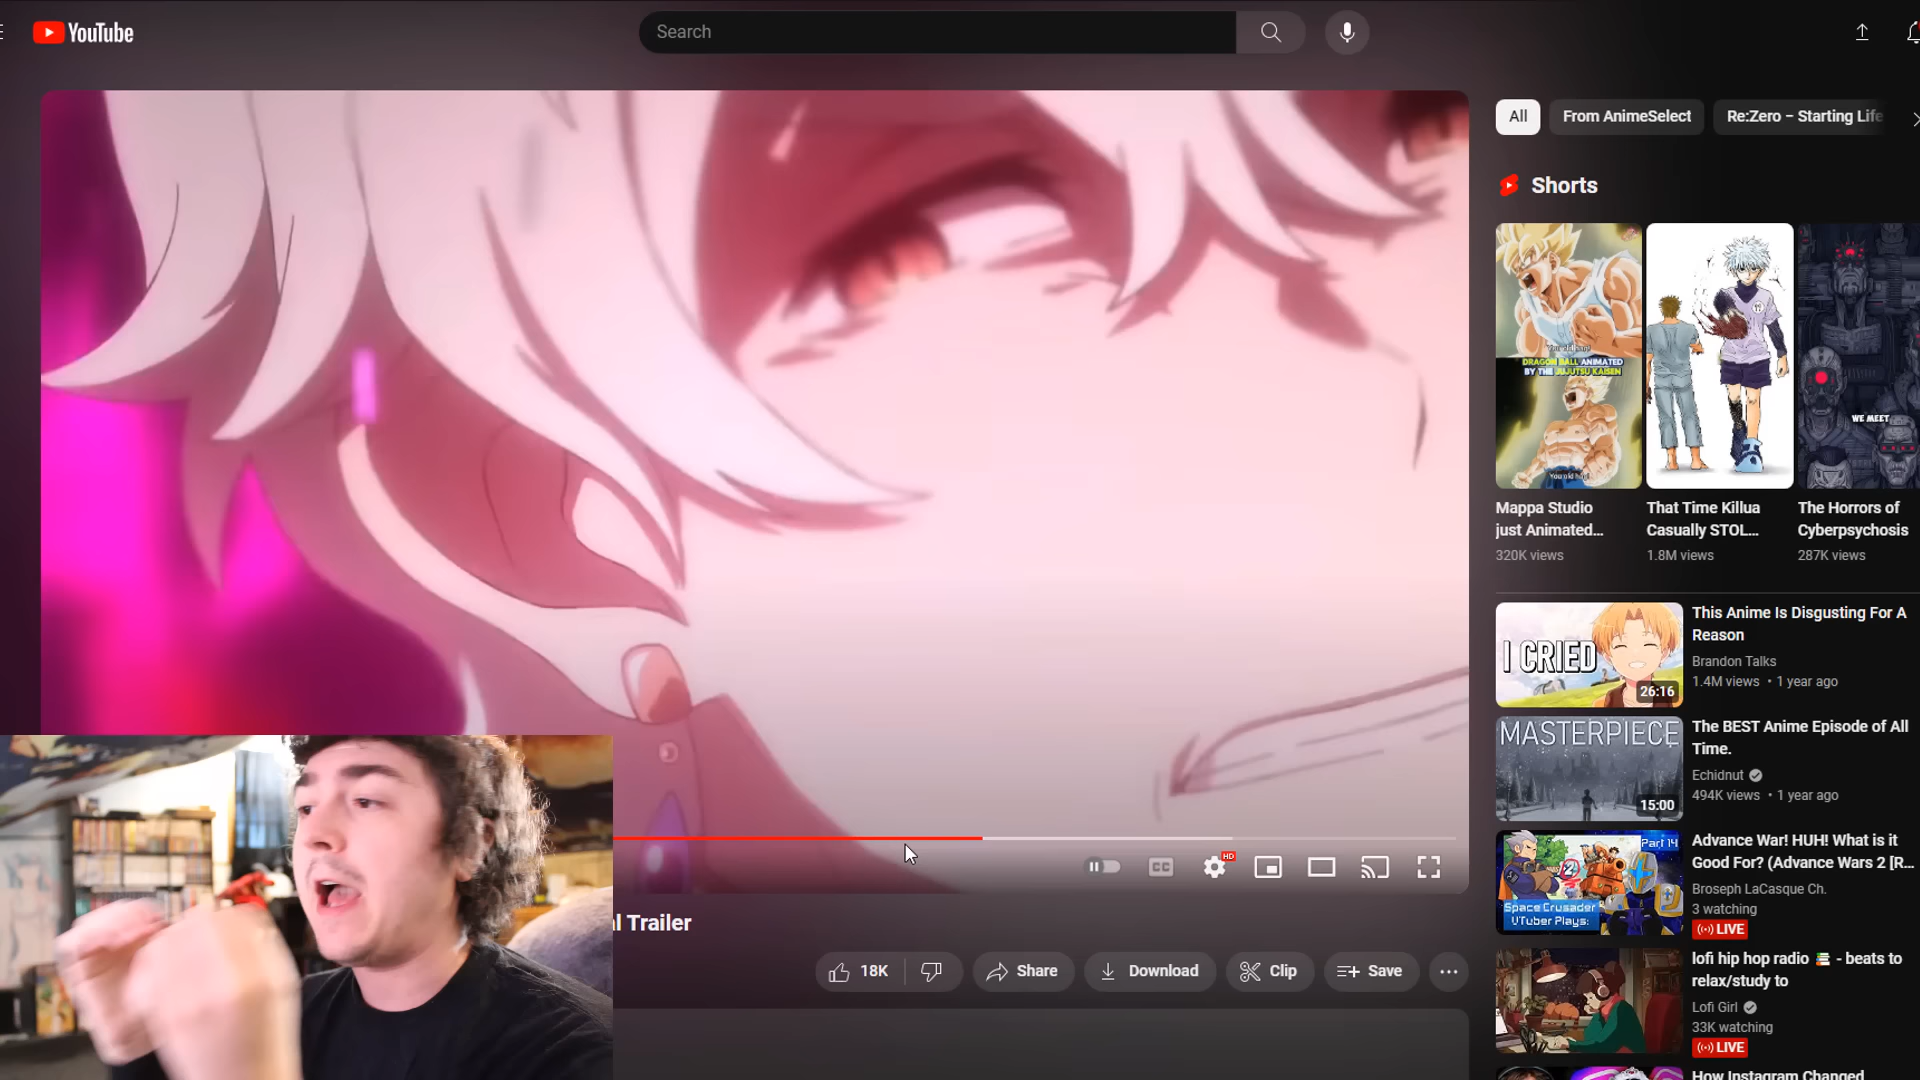 YouTube
Search
All
From AnimeSelect
Re:Zero – Starting Life
Shorts
DRAGON BALL ANIMATED
BY THE JUJUTSU KAISEN
WE MEET
Mappa Studio
just Animated...
320K views
That Time Killua
Casually STOL...
1.8M views
The Horrors of
Cyberpsychosis
287K views
I CRIED
26:16
This Anime Is Disgusting For A
Reason
Brandon Talks
1.4M views • 1 year ago
MASTERPIECE
15:00
The BEST Anime Episode of All
Time.
Echidnut
494K views • 1 year ago
Part 14
Space Crusader
VTuber Plays:
Advance War! HUH! What is it
Good For? (Advance Wars 2 [R...
Broseph LaCasque Ch.
3 watching
LIVE
lofi hip hop radio 📚 - beats to
relax/study to
Lofi Girl
33K watching
LIVE
How Instagram Changed
CC
HD
l Trailer
18K
Share
Download
Clip
Save